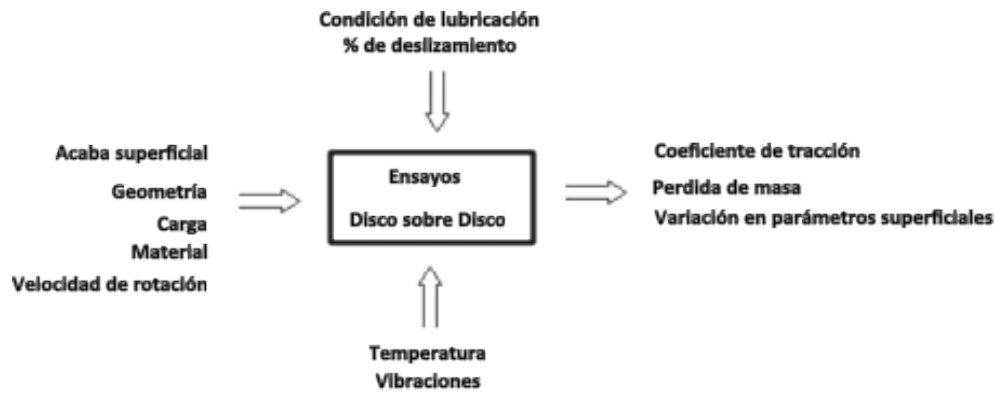 Condición de lubricación
% de deslizamiento
Acaba superficial
Geometría
Carga
Material
Velocidad de rotación
Ensayos
Disco sobre Disco
Coeficiente de tracción
Perdida de masa
Variación en parámetros superficiales
Temperatura
Vibraciones